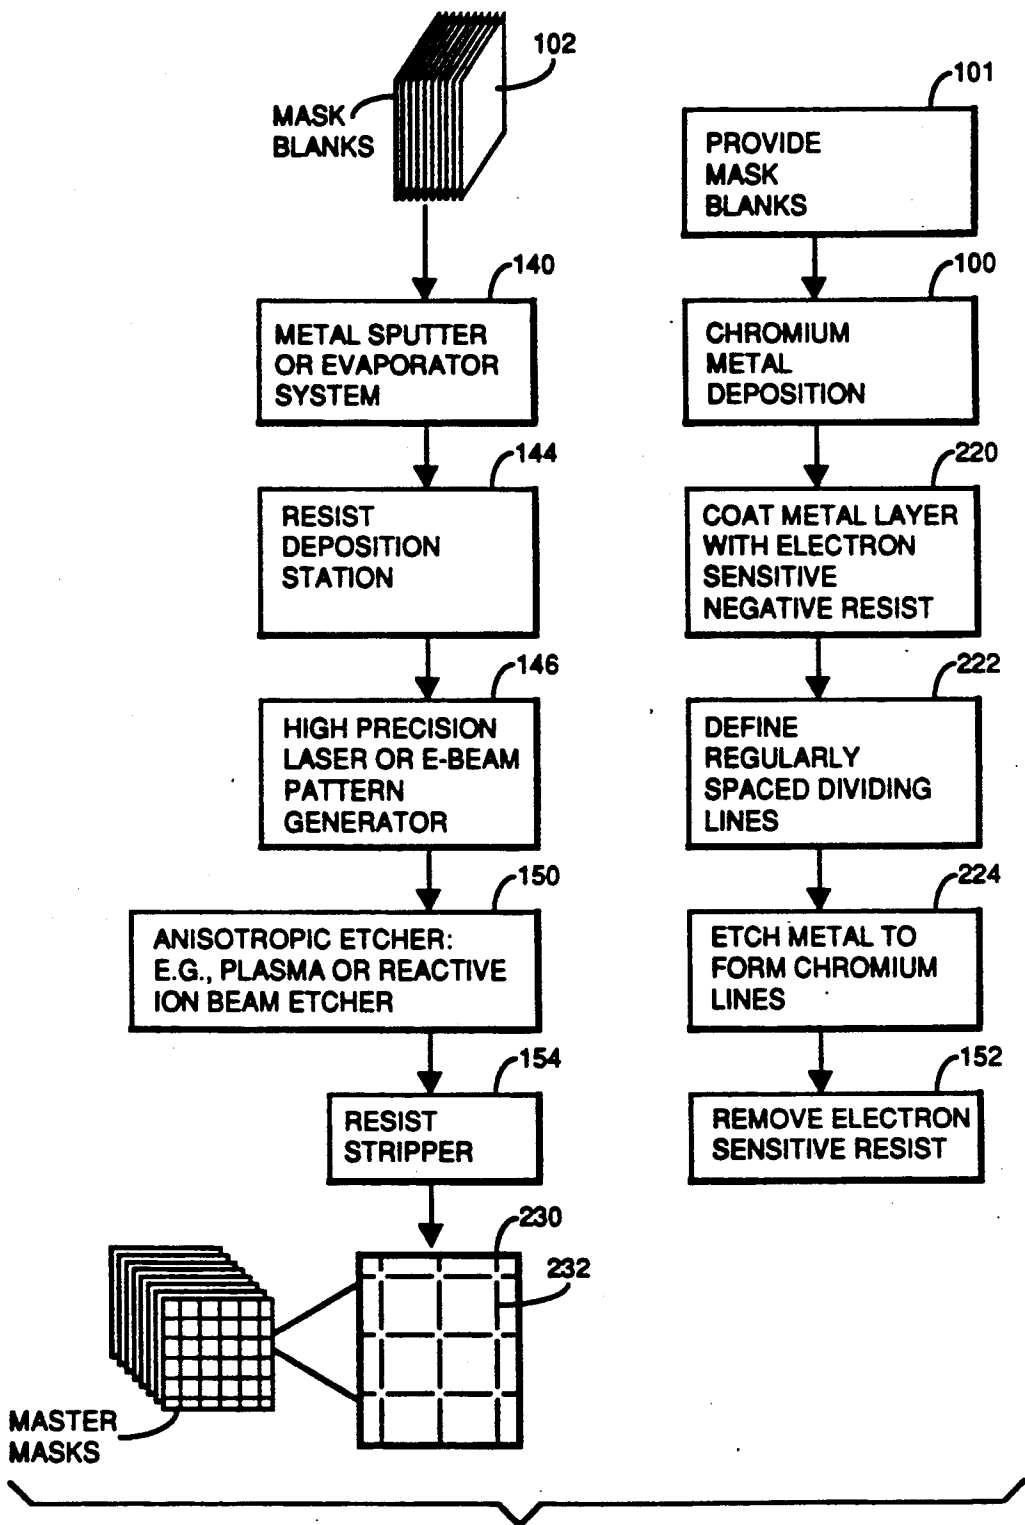 102
MASK
BLANKS
140
METAL SPUTTER
OR EVAPORATOR
SYSTEM
144
RESIST
DEPOSITION
STATION
146
HIGH PRECISION
LASER OR E-BEAM
PATTERN
GENERATOR
150
ANISOTROPIC ETCHER:
E.G., PLASMA OR REACTIVE
ION BEAM ETCHER
154
RESIST
STRIPPER
230
232
MASTER
MASKS
101
PROVIDE
MASK
BLANKS
100
CHROMIUM
METAL
DEPOSITION
220
COAT METAL LAYER
WITH ELECTRON
SENSITIVE
NEGATIVE RESIST
222
DEFINE
REGULARLY
SPACED DIVIDING
LINES
224
ETCH METAL TO
FORM CHROMIUM
LINES
152
REMOVE ELECTRON
SENSITIVE RESIST